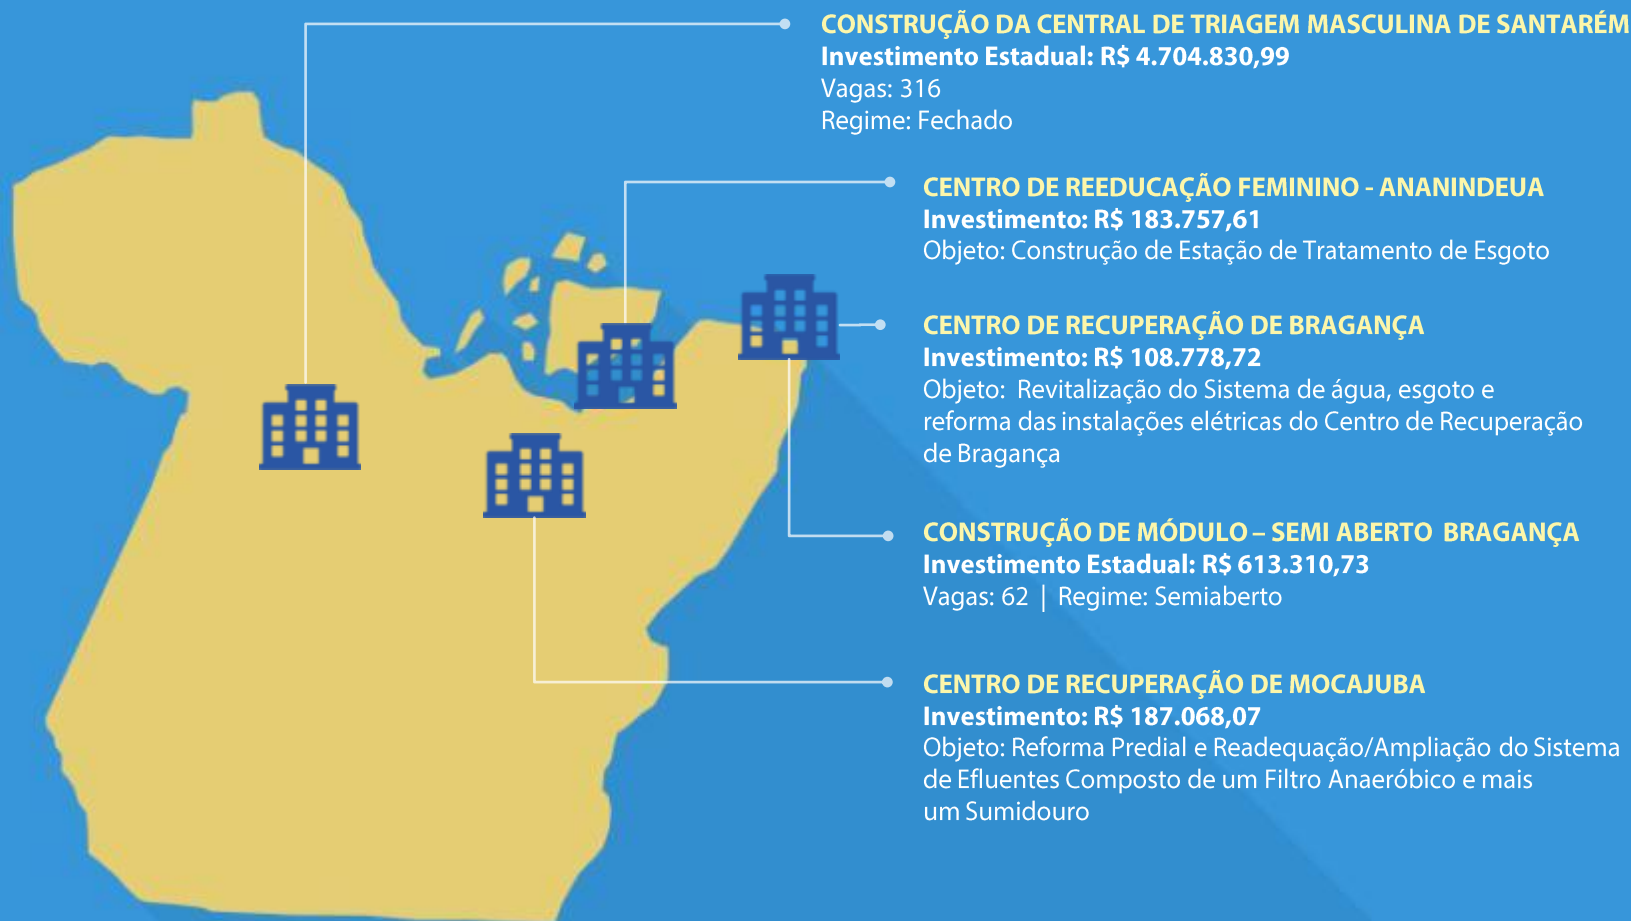 CONSTRUÇÃO DA CENTRAL DE TRIAGEM MASCULINA DE SANTARÉM
Investimento Estadual: R$ 4.704.830,99
Vagas: 316
Regime: Fechado
CENTRO DE REEDUCAÇÃO FEMININO - ANANINDEUA
Investimento: R$ 183.757,61
Objeto: Construção de Estação de Tratamento de Esgoto
CENTRO DE RECUPERAÇÃO DE BRAGANÇA
Investimento: R$ 108.778,72
Objeto: Revitalização do Sistema de água, esgoto e
reforma das instalações elétricas do Centro de Recuperação
de Bragança
CONSTRUÇÃO DE MÓDULO – SEMI ABERTO BRAGANÇA
Investimento Estadual: R$ 613.310,73
Vagas: 62 | Regime: Semiaberto
CENTRO DE RECUPERAÇÃO DE MOCAJUBA
Investimento: R$ 187.068,07
Objeto: Reforma Predial e Readequação/Ampliação do Sistema
de Efluentes Composto de um Filtro Anaeróbico e mais
um Sumidouro